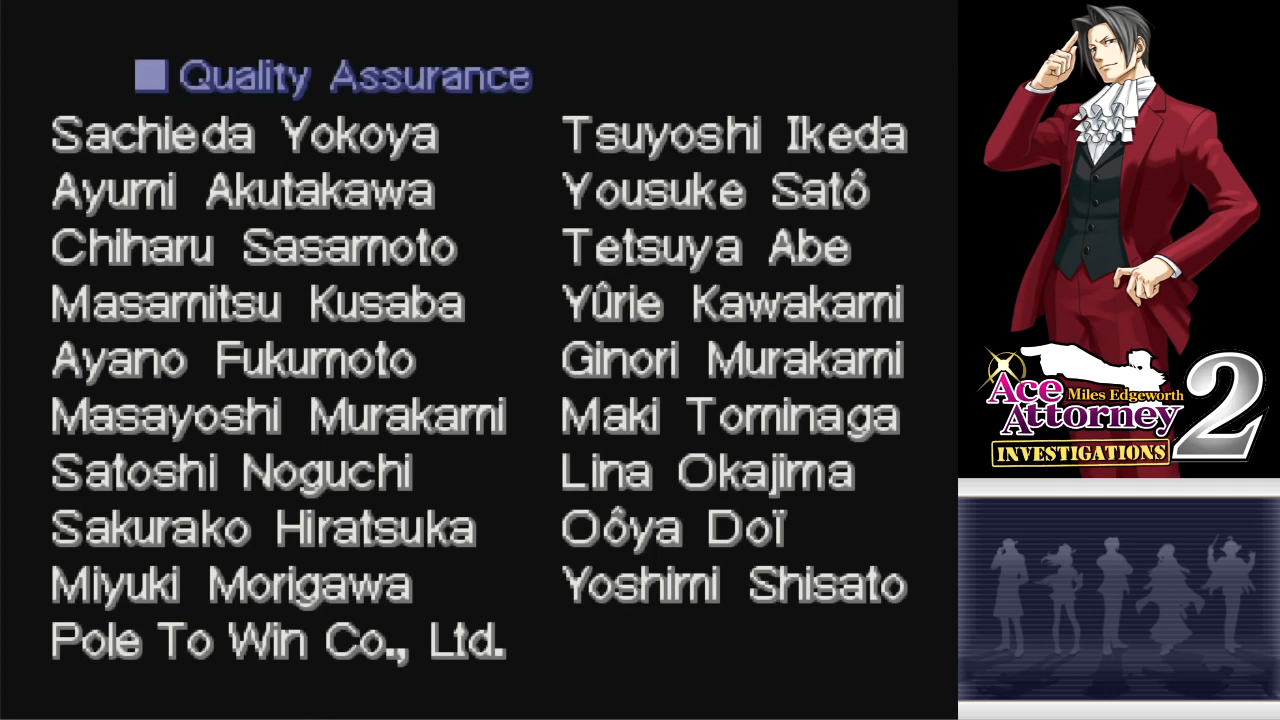 ■ Quality Assurance
Sachieda Yokoya
Tsuyoshi Ikeda
Ayumi Akutakawa
Yousuke Satô
Chiharu Sasamoto
Tetsuya Abe
Masamitsu Kusaba
Yûrie Kawakami
Ayano Fukumoto
Ginori Murakami
Masayoshi Murakami
Maki Tominaga
Satoshi Noguchi
Lina Okajima
Sakurako Hiratsuka
Oôya Doï
Miyuki Morigawa
Yoshimi Shisato
Pole To Win Co., Ltd.
Ace Attorney
Miles Edgeworth
INVESTIGATIONS 2